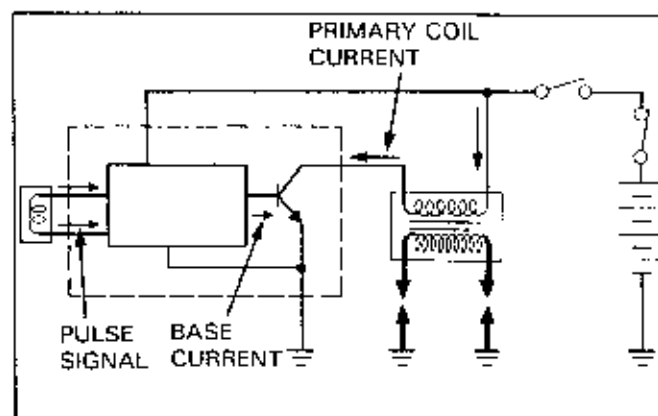 PRIMARY COIL
CURRENT
PULSE
SIGNAL
BASE
CURRENT